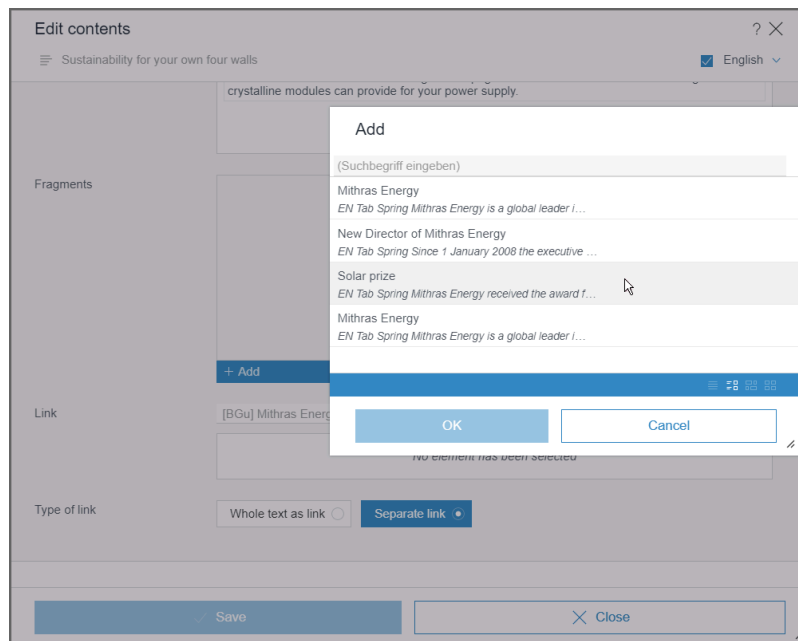 Edit contents
?
Sustainability for your own four walls
English
crystalline modules can provide for your power supply.
Add
(Suchbegriff eingeben)
Fragments
Mithras Energy
EN Tab Spring Mithras Energy is a global leader i…
New Director of Mithras Energy
EN Tab Spring Since 1 January 2008 the executive …
Solar prize
EN Tab Spring Mithras Energy received the award f…
Mithras Energy
EN Tab Spring Mithras Energy is a global leader i…
+ Add
Link
[BGu] Mithras Energ
OK
Cancel
No element has been selected
Type of link
Whole text as link
Separate link
Save
Close